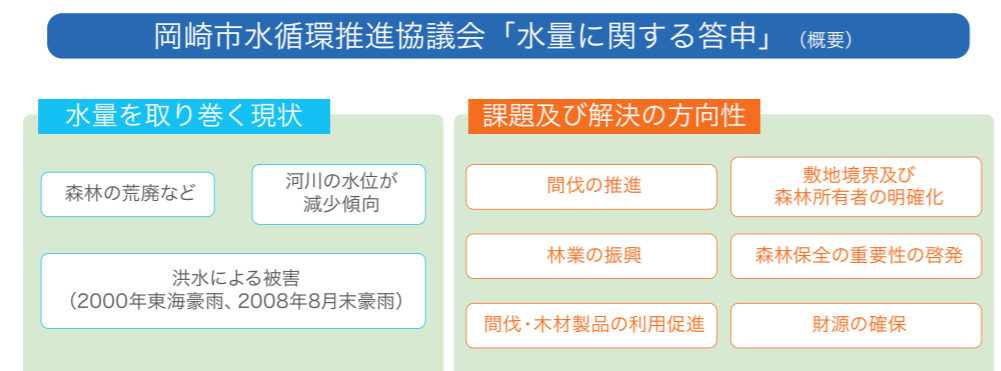 岡崎市水循環推進協議会「水量に関する答申」（概要）
水量を取り巻く現状
森林の荒廃など
河川の水位が
減少傾向
洪水による被害
（2000年東海豪雨、2008年8月末豪雨）
課題及び解決の方向性
間伐の推進
敷地境界及び
森林所有者の明確化
林業の振興
森林保全の重要性の啓発
間伐・木材製品の利用促進
財源の確保